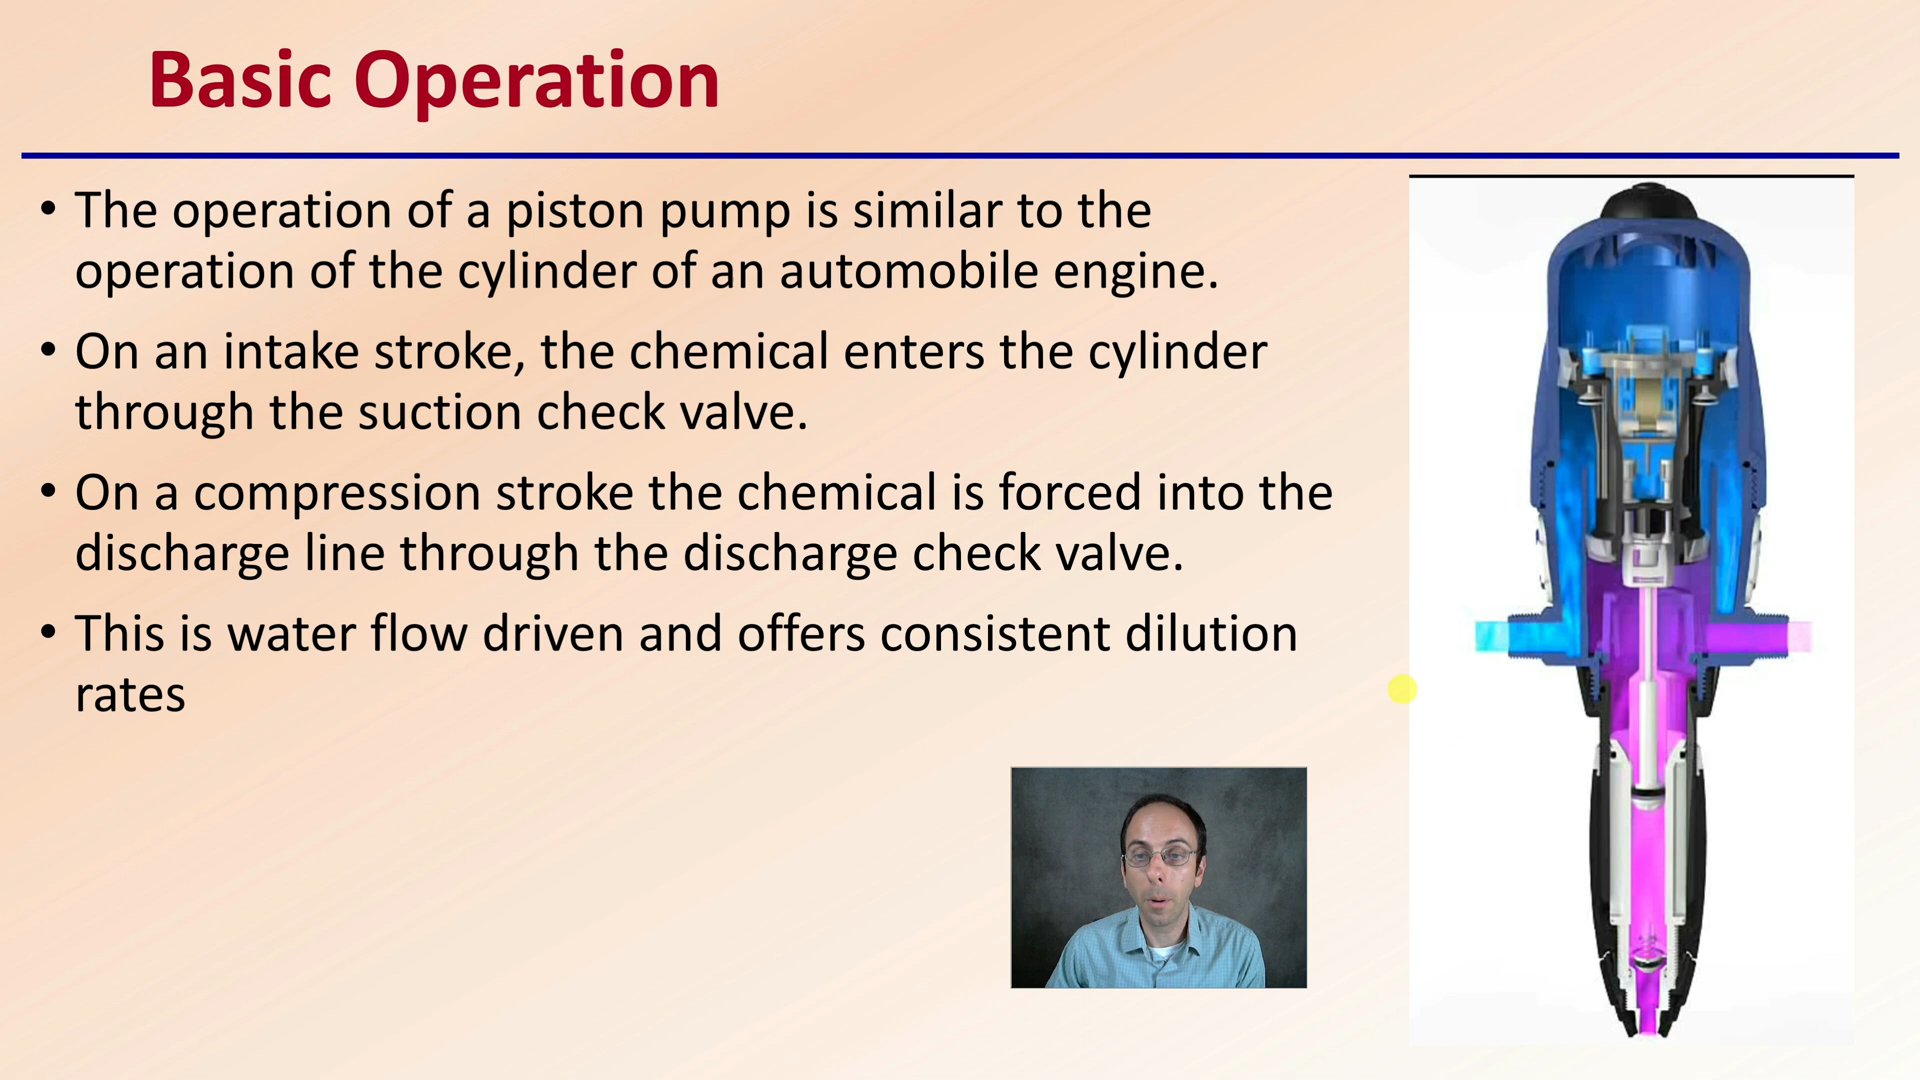 Basic Operation
• The operation of a piston pump is similar to the
operation of the cylinder of an automobile engine.
• On an intake stroke, the chemical enters the cylinder
through the suction check valve.
• On a compression stroke the chemical is forced into the
discharge line through the discharge check valve.
• This is water flow driven and offers consistent dilution
rates